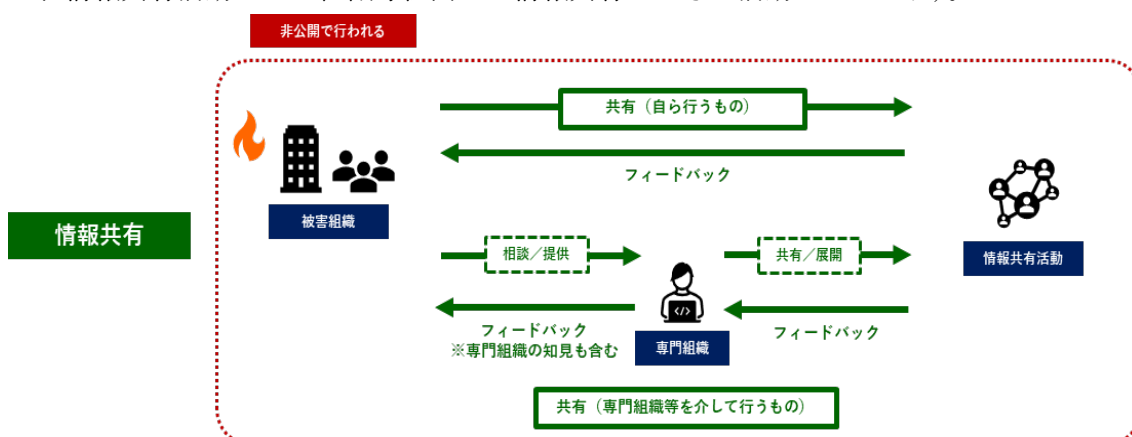 非公開で行われる
共有（自ら行うもの）
フィードバック
被害組織
情報共有
相談／提供
共有／展開
情報共有活動
</>
フィードバック
※専門組織の知見も含む
専門組織
フィードバック
共有（専門組織等を介して行うもの）